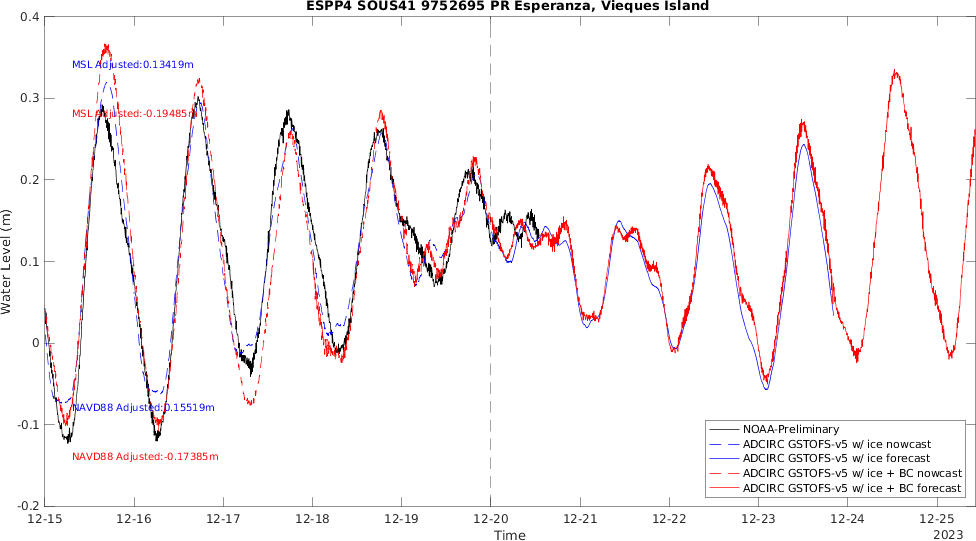 ESPP4 SOUS41 9752695 PR Esperanza, Vieques Island
0.4
0.3
0.2
0.1
0
-0.1
-0.2
Water Level (m)
MSL Adjusted:0.13419m
MSL Adjusted:-0.19485m
NAVD88 Adjusted:0.15519m
NAVD88 Adjusted:-0.17385m
NOAA-Preliminary
ADCIRC GSTOFS-v5 w/ ice nowcast
ADCIRC GSTOFS-v5 w/ ice forecast
ADCIRC GSTOFS-v5 w/ ice + BC nowcast
ADCIRC GSTOFS-v5 w/ ice + BC forecast
12-15 12-16 12-17 12-18 12-19 12-20 12-21 12-22 12-23 12-24 12-25
2023
Time